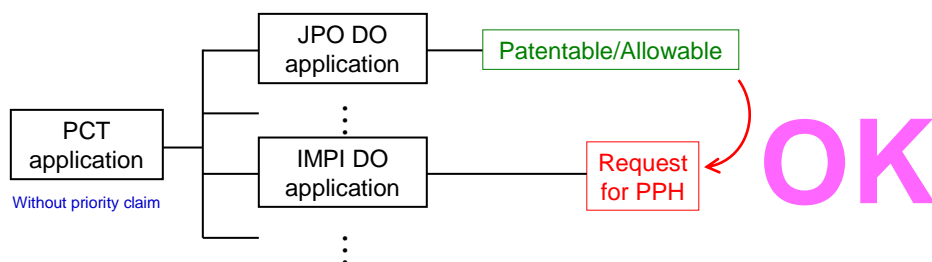 JPO DO
application
Patentable/Allowable
PCT
application
Without priority claim
IMPI DO
application
Request
for PPH
OK